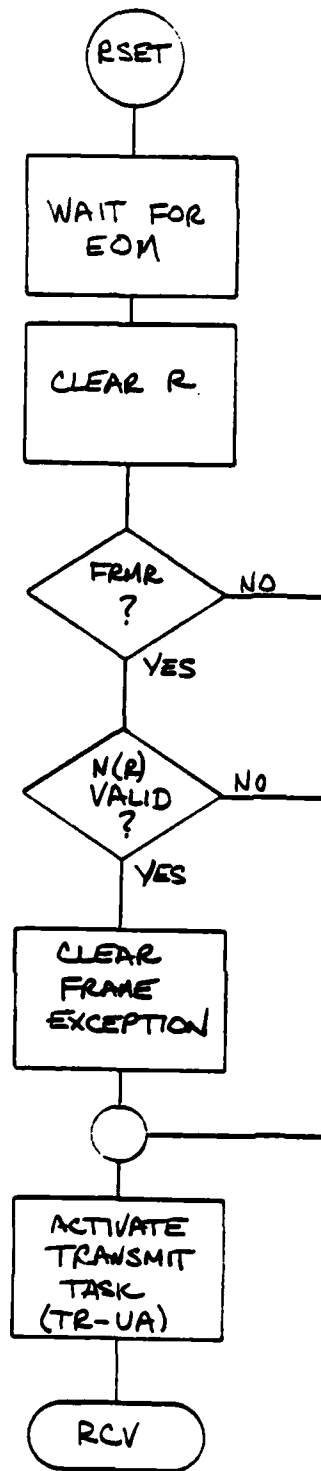 RSET
WAIT FOR
EOM
CLEAR R
FRMR
?
NO
YES
N(R)
VALID
?
NO
YES
CLEAR
FRAME
EXCEPTION
ACTIVATE
TRANSMIT
TASK
(TR-UA)
RCV